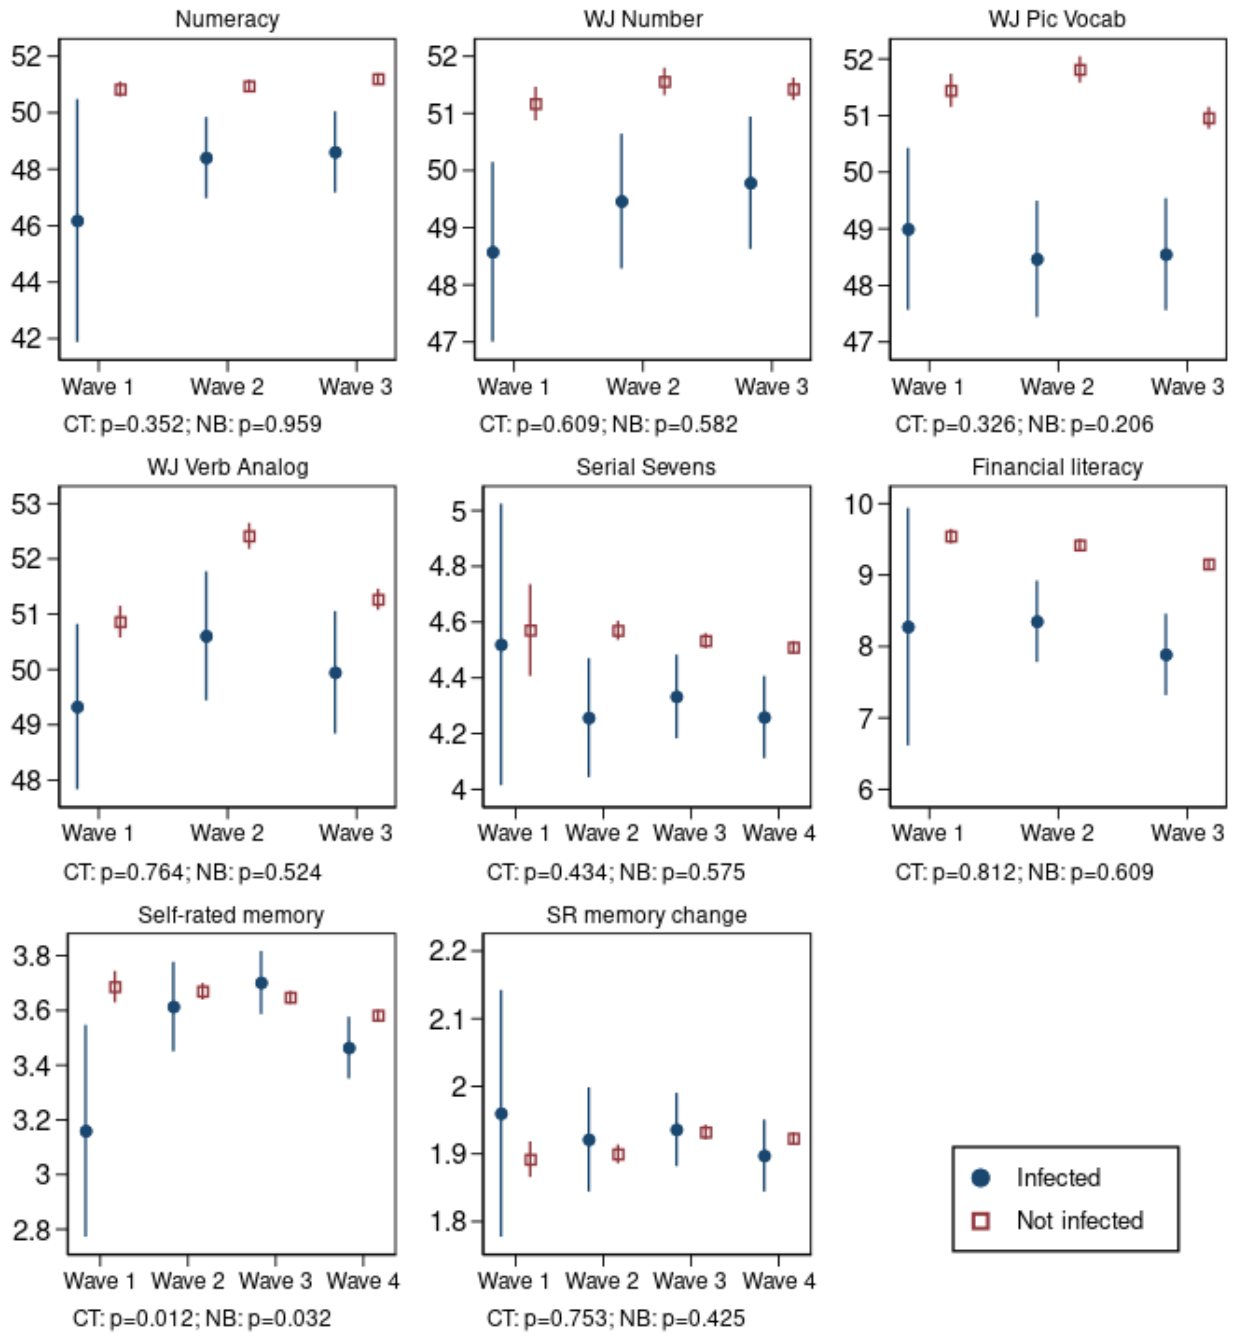 Numeracy
52
50
48
46
44
42
Wave 1 Wave 2 Wave 3
CT: p=0.352; NB: p=0.959
WJ Number
52
51
50
49
48
47
Wave 1 Wave 2 Wave 3
CT: p=0.609; NB: p=0.582
WJ Pic Vocab
52
51
50
49
48
47
Wave 1 Wave 2 Wave 3
CT: p=0.326; NB: p=0.206
WJ Verb Analog
53
52
51
50
49
48
Wave 1 Wave 2 Wave 3
CT: p=0.764; NB: p=0.524
Serial Sevens
5
4.8
4.6
4.4
4.2
4
Wave 1 Wave 2 Wave 3 Wave 4
CT: p=0.434; NB: p=0.575
Financial literacy
10
9
8
7
6
Wave 1 Wave 2 Wave 3
CT: p=0.812; NB: p=0.609
Self-rated memory
3.8
3.6
3.4
3.2
3
2.8
Wave 1 Wave 2 Wave 3 Wave 4
CT: p=0.012; NB: p=0.032
SR memory change
2.2
2.1
2
1.9
1.8
Wave 1 Wave 2 Wave 3 Wave 4
CT: p=0.753; NB: p=0.425
Infected
Not infected